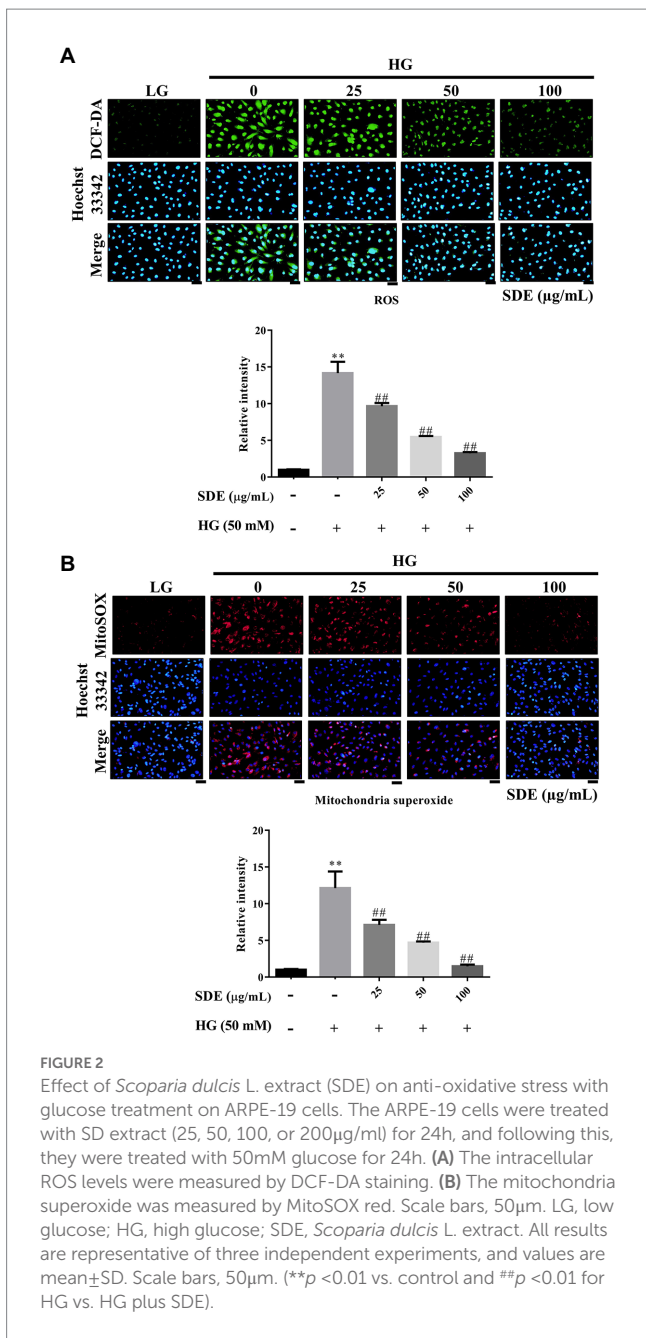 A
HG
LG 0 25 50 100
DCF-DA
Hoechst
33342
Merge
ROS
SDE (µg/mL)
20
15
10
5
0
Relative intensity
**
##
##
##
SDE (µg/mL) - - 25 50 100
HG (50 mM) - + + + +
B
HG
LG 0 25 50 100
MitoSOX
Hoechst
33342
Merge
Mitochondria superoxide
SDE (µg/mL)
20
15
10
5
0
Relative intensity
**
##
##
##
SDE (µg/mL) - - 25 50 100
HG (50 mM) - + + + +
FIGURE 2
Effect of Scoparia dulcis L. extract (SDE) on anti-oxidative stress with
glucose treatment on ARPE-19 cells. The ARPE-19 cells were treated
with SD extract (25, 50, 100, or 200µg/ml) for 24h, and following this,
they were treated with 50mM glucose for 24h. (A) The intracellular
ROS levels were measured by DCF-DA staining. (B) The mitochondria
superoxide was measured by MitoSOX red. Scale bars, 50µm. LG, low
glucose; HG, high glucose; SDE, Scoparia dulcis L. extract. All results
are representative of three independent experiments, and values are
mean±SD. Scale bars, 50µm. (**p <0.01 vs. control and ##p <0.01 for
HG vs. HG plus SDE).